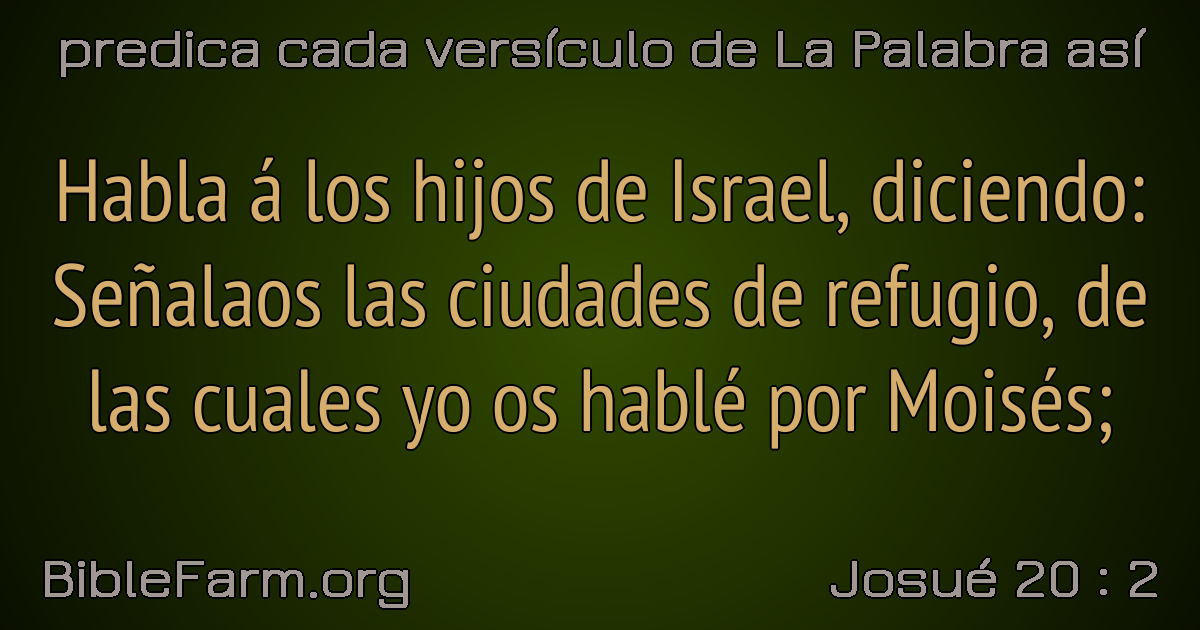 predica cada versículo de La Palabra así
Habla á los hijos de Israel, diciendo:
Señalaos las ciudades de refugio, de
las cuales yo os hablé por Moisés;
BibleFarm.org
Josué 20 : 2